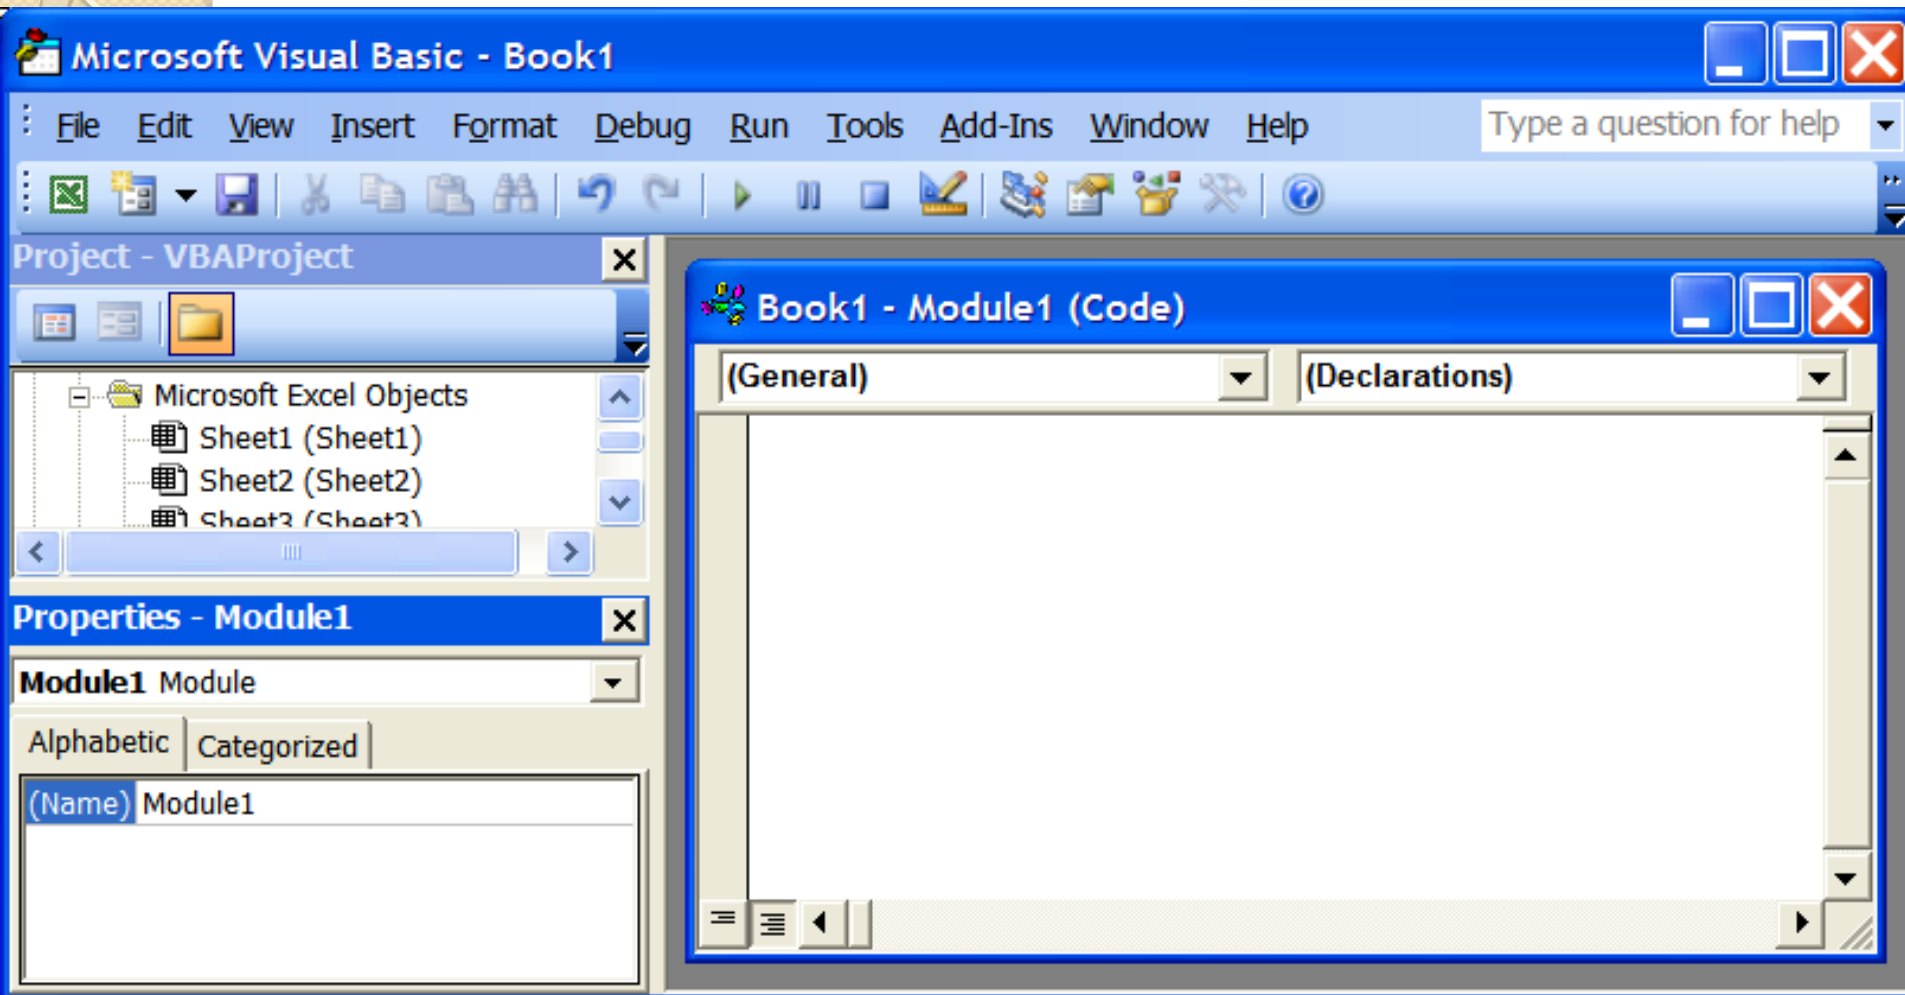 Microsoft Visual Basic - Book1
File Edit View Insert Format Debug Run Tools Add-Ins Window Help Type a question for help
Project - VBAProject
Microsoft Excel Objects
Sheet1 (Sheet1)
Sheet2 (Sheet2)
Sheet3 (Sheet3)
Properties - Module1
Module1 Module
Alphabetic Categorized
(Name) Module1
Book1 - Module1 (Code)
(General) (Declarations)